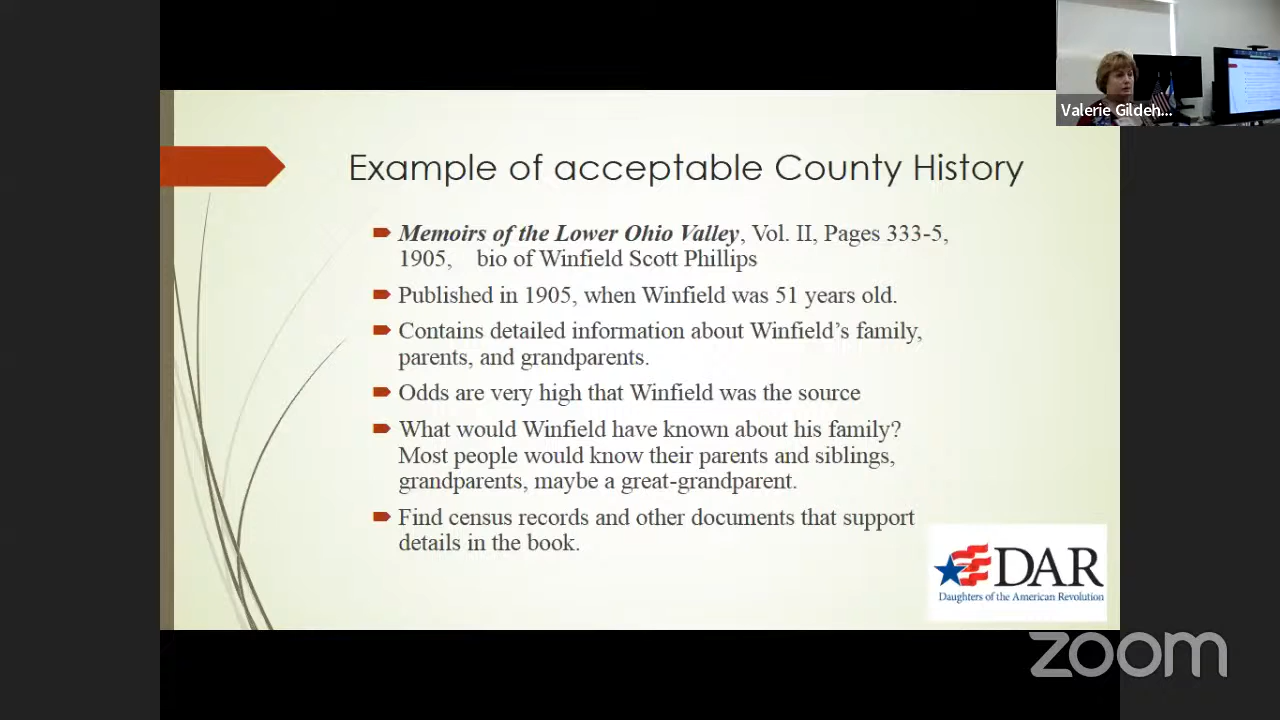 Valerie Gildeh...
Example of acceptable County History
Memoirs of the Lower Ohio Valley, Vol. II, Pages 333-5,
1905, bio of Winfield Scott Phillips
Published in 1905, when Winfield was 51 years old.
Contains detailed information about Winfield’s family,
parents, and grandparents.
Odds are very high that Winfield was the source
What would Winfield have known about his family?
Most people would know their parents and siblings,
grandparents, maybe a great-grandparent.
Find census records and other documents that support
details in the book.
DAR
Daughters of the American Revolution
zoom